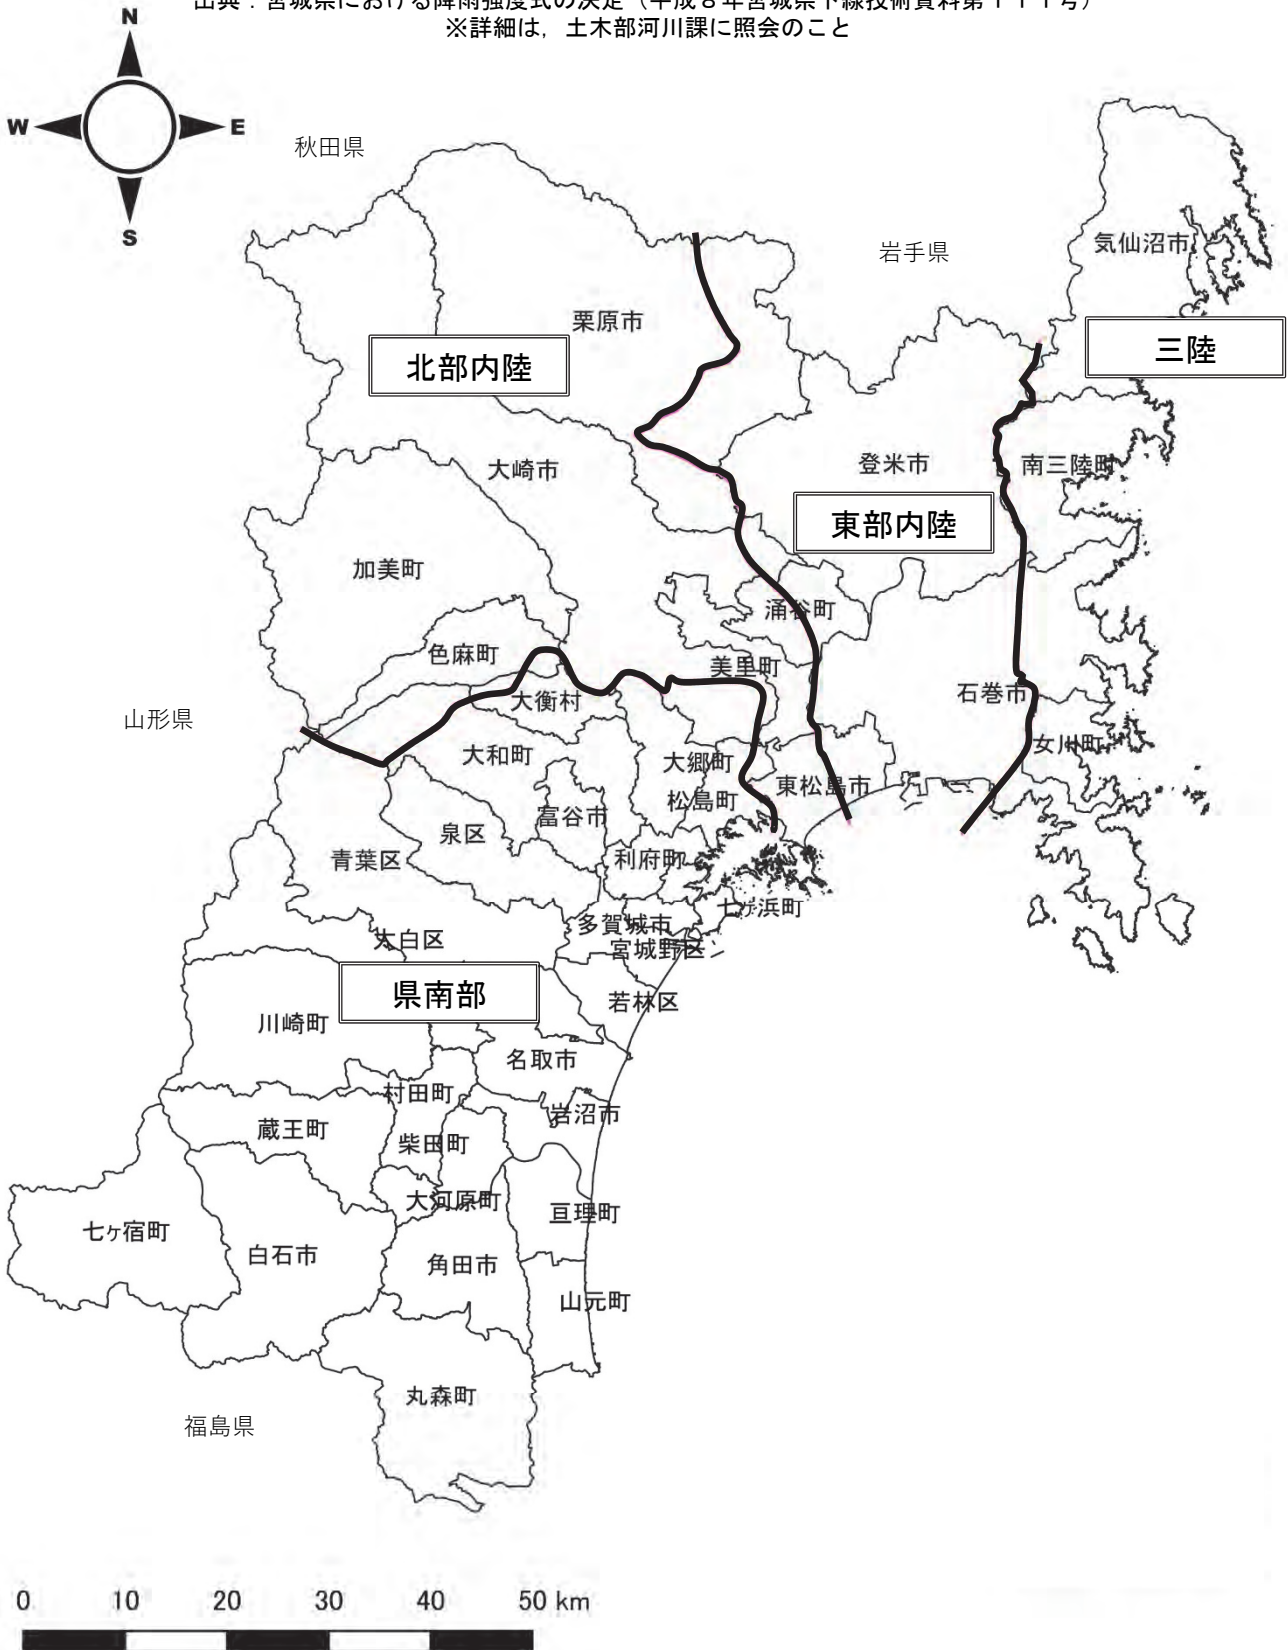 出典：宮城県における降雨強度式の決定（平成８年宮城県下線技術資料第１１１号）
※詳細は，土木部河川課に照会のこと
N
W
E
S
秋田県
岩手県
気仙沼市
栗原市
三陸
北部内陸
大崎市
登米市
南三陸町
東部内陸
加美町
涌谷町
色麻町
美里町
大衡村
石巻市
山形県
女川町
大和町
大郷町
東松島市
松島町
富谷市
泉区
青葉区
利府町
七ヶ浜町
多賀城市
太白区
宮城野区
県南部
若林区
川崎町
名取市
村田町
岩沼市
蔵王町
柴田町
大河原町
亘理町
七ヶ宿町
白石市
角田市
山元町
丸森町
福島県
0 10 20 30 40 50 km